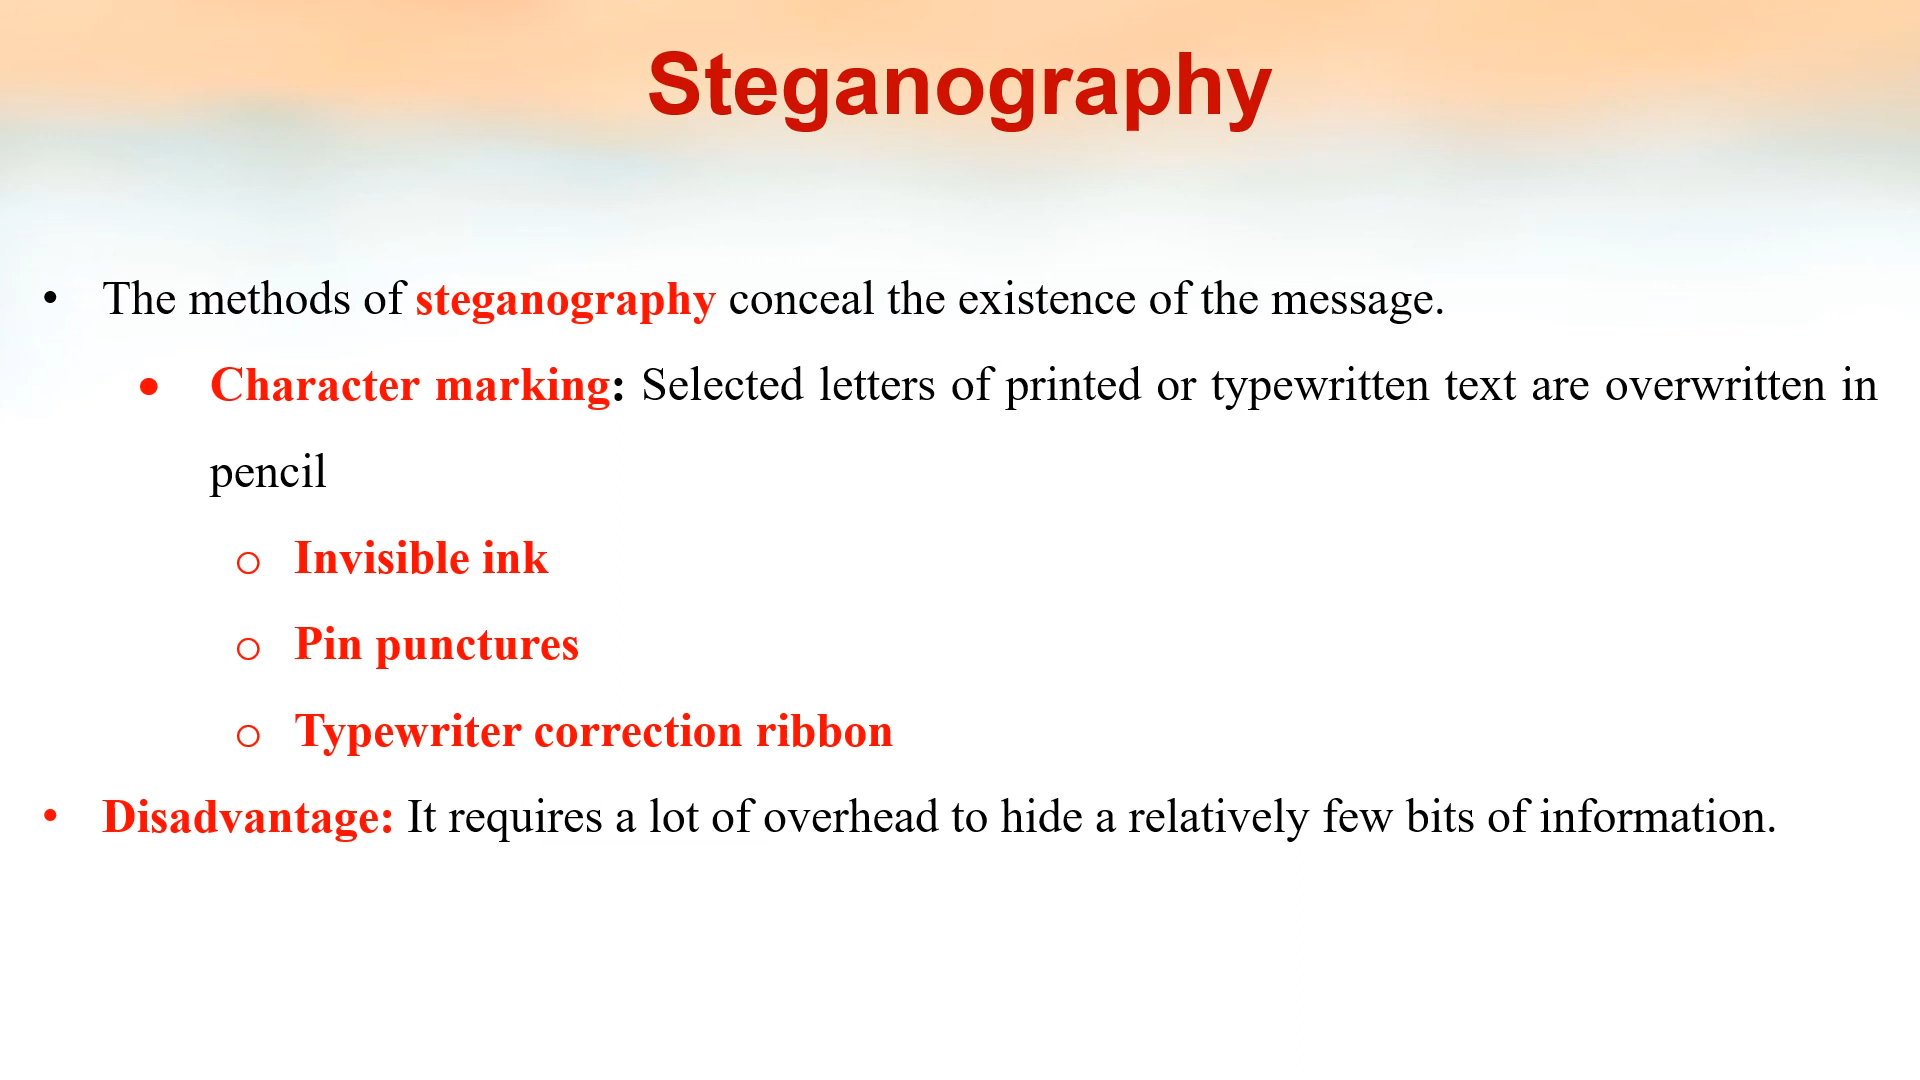 Steganography
• The methods of steganography conceal the existence of the message.
• Character marking: Selected letters of printed or typewritten text are overwritten in
pencil
o Invisible ink
o Pin punctures
o Typewriter correction ribbon
• Disadvantage: It requires a lot of overhead to hide a relatively few bits of information.